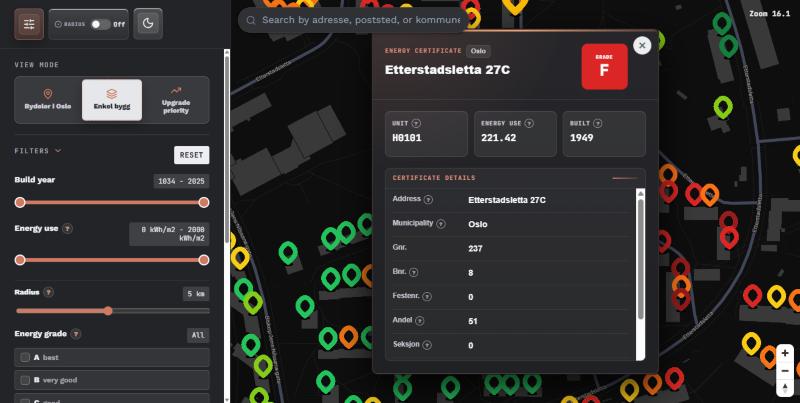 RADIUS Off
Search by adresse, poststed, or kommune
Zoom 16.1
VIEW MODE
Bydeler i Oslo
Enkel bygg
Upgrade
priority
FILTERS
RESET
Build year
1034 - 2025
Energy use ?
0 kWh/m2 - 2000
kWh/m2
Radius ?
5 km
Energy grade ?
All
A best
B very good
C good
ENERGY CERTIFICATE Oslo
Etterstadsletta 27C
GRADE
F
UNIT ?
H0101
ENERGY USE ?
221.42
BUILT ?
1949
CERTIFICATE DETAILS
Address ? Etterstadsletta 27C
Municipality ? Oslo
Gnr. 237
Bnr. ? 8
Festenr. ? 0
Andel ? 51
Seksjon ? 0
Etterstadsletta
Etterstadsletta